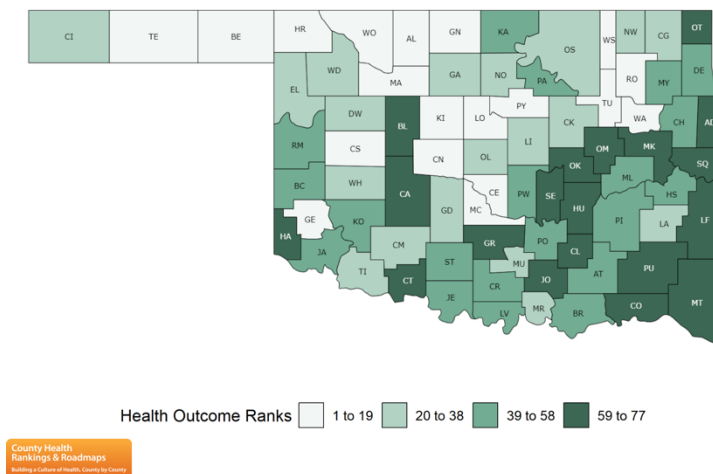 HR WO AL GN KA WS NW CG OT
CI TE BE OS
WD MA GA NO PA RO MY DE
EL
DW BL KI LO PY TU WA CH AD
CK
RM CS CN OL LI OM MK SQ
OK
BC WH CA CE PW SE ML HS
GE KO GD MC HU PI LA LF
HA JA CM GR PO CL
TI CT ST MU JO AT PU
JE CR MR BR CO MT
LV
Health Outcome Ranks 1 to 19 20 to 38 39 to 58 59 to 77
County Health
Rankings & Roadmaps
Building a Culture of Health, County by County